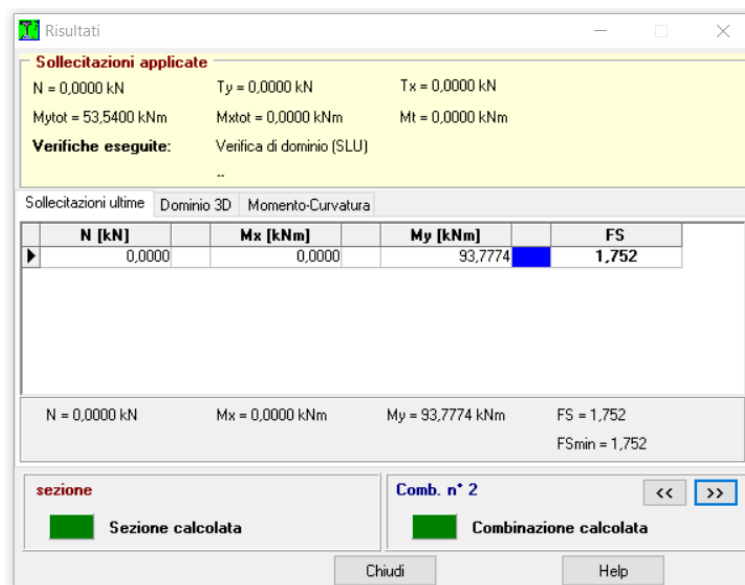 Risultati
Sollecitazioni applicate
N = 0,0000 kN Ty = 0,0000 kN Tx = 0,0000 kN
Mytot = 53,5400 kNm Mxtot = 0,0000 kNm Mt = 0,0000 kNm
Verifiche eseguite: Verifica di dominio (SLU)
--
Sollecitazioni ultime Dominio 3D Momento-Curvatura
N [kN] Mx [kNm] My [kNm] FS
0,0000 0,0000 93,7774 1,752
N = 0,0000 kN Mx = 0,0000 kNm My = 93,7774 kNm FS = 1,752
FSmin = 1,752
sezione Comb. n° 2 << >>
Sezione calcolata Combinazione calcolata
Chiudi Help